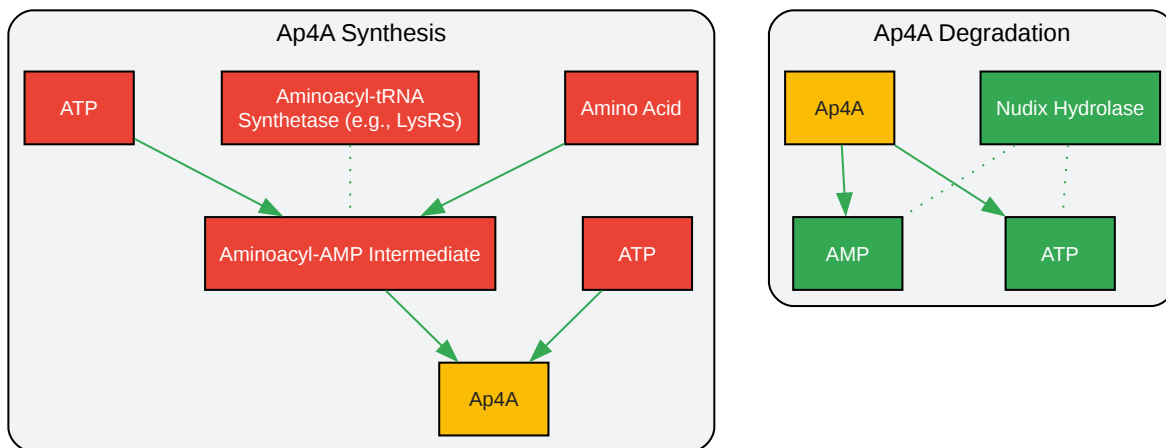 Ap4A Synthesis
ATP
Aminoacyl-tRNA
Synthetase (e.g., LysRS)
Amino Acid
Aminoacyl-AMP Intermediate
ATP
Ap4A
Ap4A Degradation
Ap4A
Nudix Hydrolase
AMP
ATP